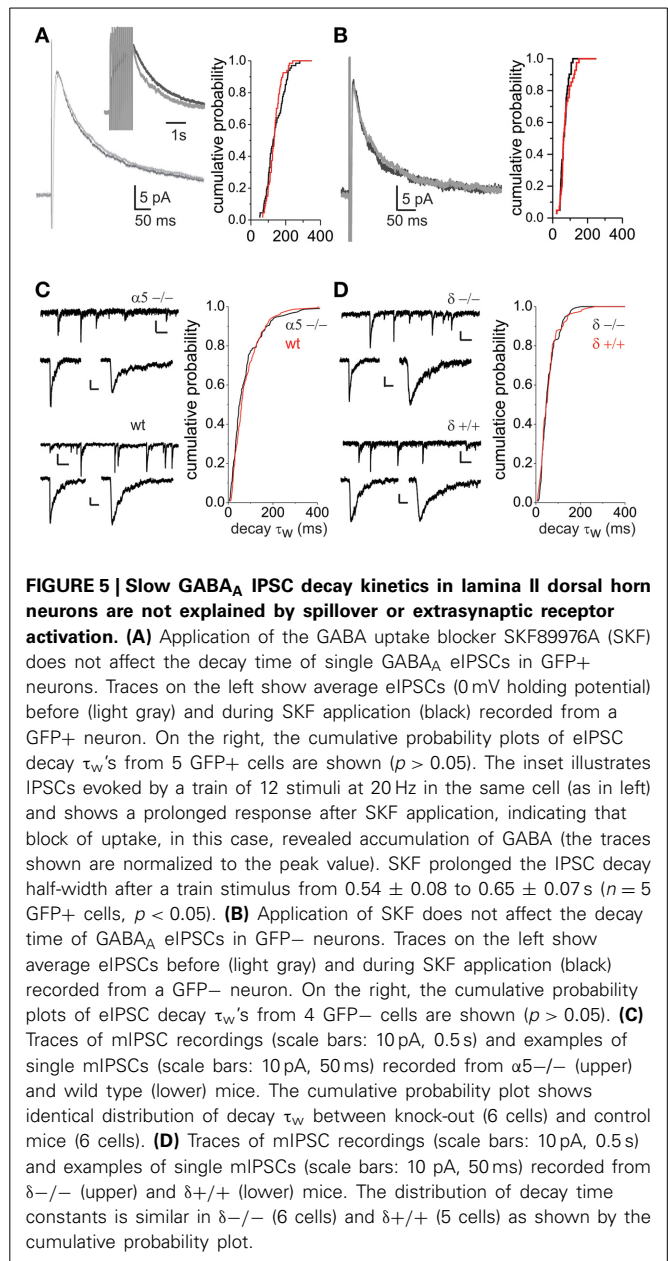 A
1s
5 pA
50 ms
cumulative probability
1.0
0.8
0.6
0.4
0.2
0.0
0 200 400
B
5 pA
50 ms
cumulative probability
1.0
0.8
0.6
0.4
0.2
0.0
0 200 400
C
α5 −/−
wt
cumulative probability
1.0
0.8
0.6
0.4
0.2
0.0
α5 −/−
wt
0 200 400
decay τw (ms)
D
δ −/−
δ +/+
cumulative probability
1.0
0.8
0.6
0.4
0.2
0.0
δ −/−
δ +/+
0 200 400
decay τw (ms)
FIGURE 5 | Slow GABAA IPSC decay kinetics in lamina II dorsal horn
neurons are not explained by spillover or extrasynaptic receptor
activation. (A) Application of the GABA uptake blocker SKF89976A (SKF)
does not affect the decay time of single GABAA eIPSCs in GFP+
neurons. Traces on the left show average eIPSCs (0 mV holding potential)
before (light gray) and during SKF application (black) recorded from a
GFP+ neuron. On the right, the cumulative probability plots of eIPSC
decay τw's from 5 GFP+ cells are shown (p > 0.05). The inset illustrates
IPSCs evoked by a train of 12 stimuli at 20 Hz in the same cell (as in left)
and shows a prolonged response after SKF application, indicating that
block of uptake, in this case, revealed accumulation of GABA (the traces
shown are normalized to the peak value). SKF prolonged the IPSC decay
half-width after a train stimulus from 0.54 ± 0.08 to 0.65 ± 0.07 s (n = 5
GFP+ cells, p < 0.05). (B) Application of SKF does not affect the decay
time of GABAA eIPSCs in GFP− neurons. Traces on the left show
average eIPSCs before (light gray) and during SKF application (black)
recorded from a GFP− neuron. On the right, the cumulative probability
plots of eIPSC decay τw's from 4 GFP− cells are shown (p > 0.05). (C)
Traces of mIPSC recordings (scale bars: 10 pA, 0.5 s) and examples of
single mIPSCs (scale bars: 10 pA, 50 ms) recorded from α5−/− (upper)
and wild type (lower) mice. The cumulative probability plot shows
identical distribution of decay τw between knock-out (6 cells) and control
mice (6 cells). (D) Traces of mIPSC recordings (scale bars: 10 pA, 0.5 s)
and examples of single mIPSCs (scale bars: 10 pA, 50 ms) recorded from
δ−/− (upper) and δ+/+ (lower) mice. The distribution of decay time
constants is similar in δ−/− (6 cells) and δ+/+ (5 cells) as shown by the
cumulative probability plot.